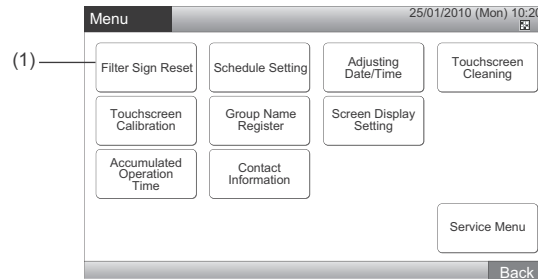 Menu
25/01/2010 (Mon) 10:20
(1)
Filter Sign Reset
Schedule Setting
Adjusting
Date/Time
Touchscreen
Cleaning
Touchscreen
Calibration
Group Name
Register
Screen Display
Setting
Accumulated
Operation
Time
Contact
Information
Service Menu
Back